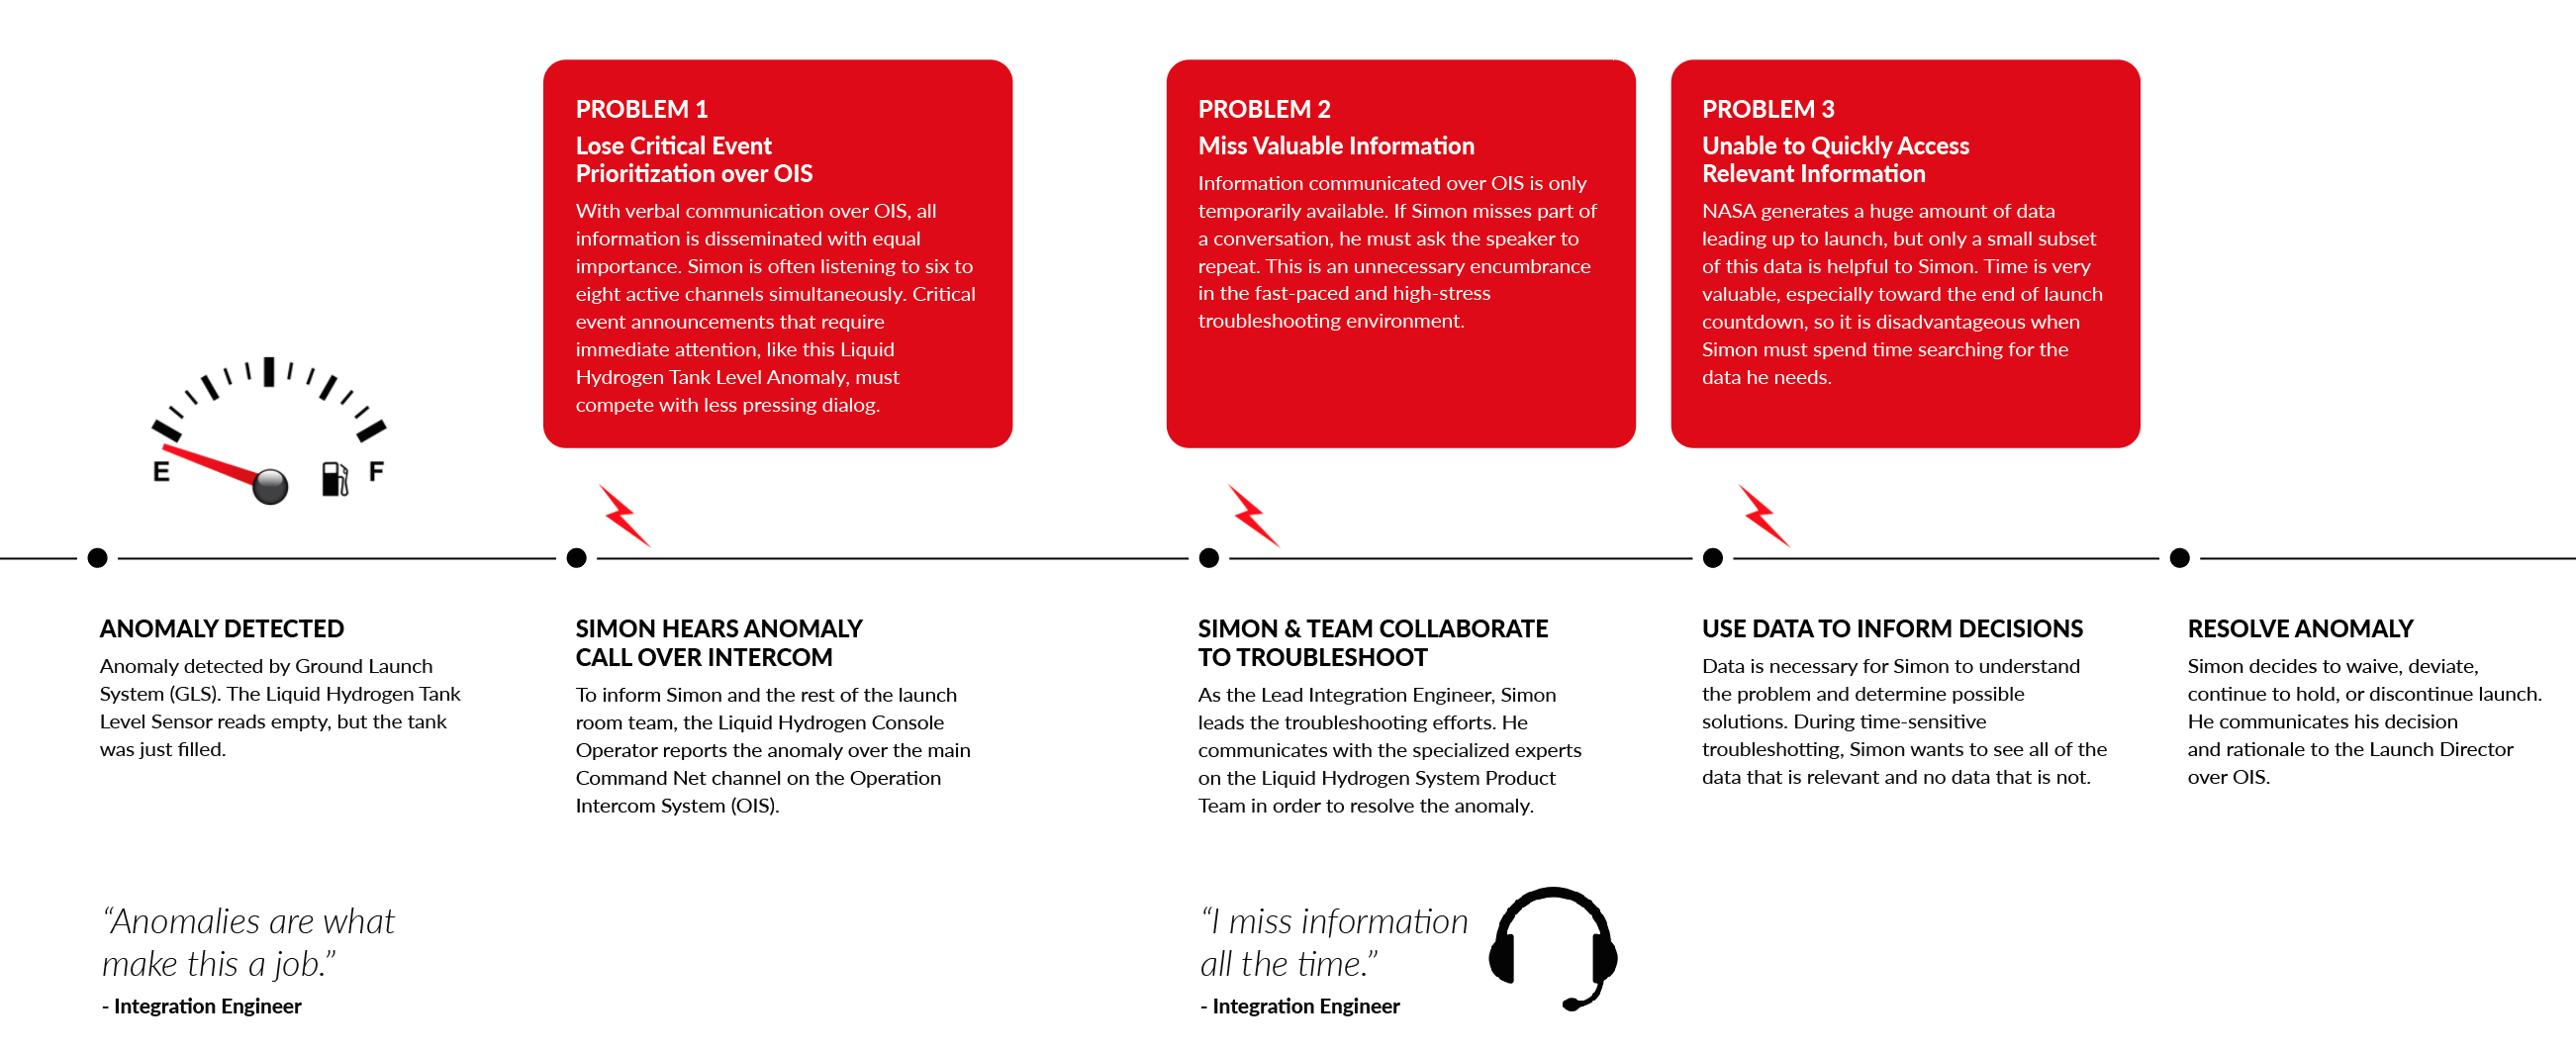 PROBLEM 1
Lose Critical Event
Prioritization over OIS
With verbal communication over OIS, all
information is disseminated with equal
importance. Simon is often listening to six to
eight active channels simultaneously. Critical
event announcements that require
immediate attention, like this Liquid
Hydrogen Tank Level Anomaly, must
compete with less pressing dialog.
PROBLEM 2
Miss Valuable Information
Information communicated over OIS is only
temporarily available. If Simon misses part of
a conversation, he must ask the speaker to
repeat. This is an unnecessary encumbrance
in the fast-paced and high-stress
troubleshooting environment.
PROBLEM 3
Unable to Quickly Access
Relevant Information
NASA generates a huge amount of data
leading up to launch, but only a small subset
of this data is helpful to Simon. Time is very
valuable, especially toward the end of launch
countdown, so it is disadvantageous when
Simon must spend time searching for the
data he needs.
E
F
ANOMALY DETECTED
Anomaly detected by Ground Launch
System (GLS). The Liquid Hydrogen Tank
Level Sensor reads empty, but the tank
was just filled.
SIMON HEARS ANOMALY
CALL OVER INTERCOM
To inform Simon and the rest of the launch
room team, the Liquid Hydrogen Console
Operator reports the anomaly over the main
Command Net channel on the Operation
Intercom System (OIS).
SIMON & TEAM COLLABORATE
TO TROUBLESHOOT
As the Lead Integration Engineer, Simon
leads the troubleshooting efforts. He
communicates with the specialized experts
on the Liquid Hydrogen System Product
Team in order to resolve the anomaly.
USE DATA TO INFORM DECISIONS
Data is necessary for Simon to understand
the problem and determine possible
solutions. During time-sensitive
troubleshotting, Simon wants to see all of the
data that is relevant and no data that is not.
RESOLVE ANOMALY
Simon decides to waive, deviate,
continue to hold, or discontinue launch.
He communicates his decision
and rationale to the Launch Director
over OIS.
“Anomalies are what
make this a job.”
- Integration Engineer
“I miss information
all the time.”
- Integration Engineer